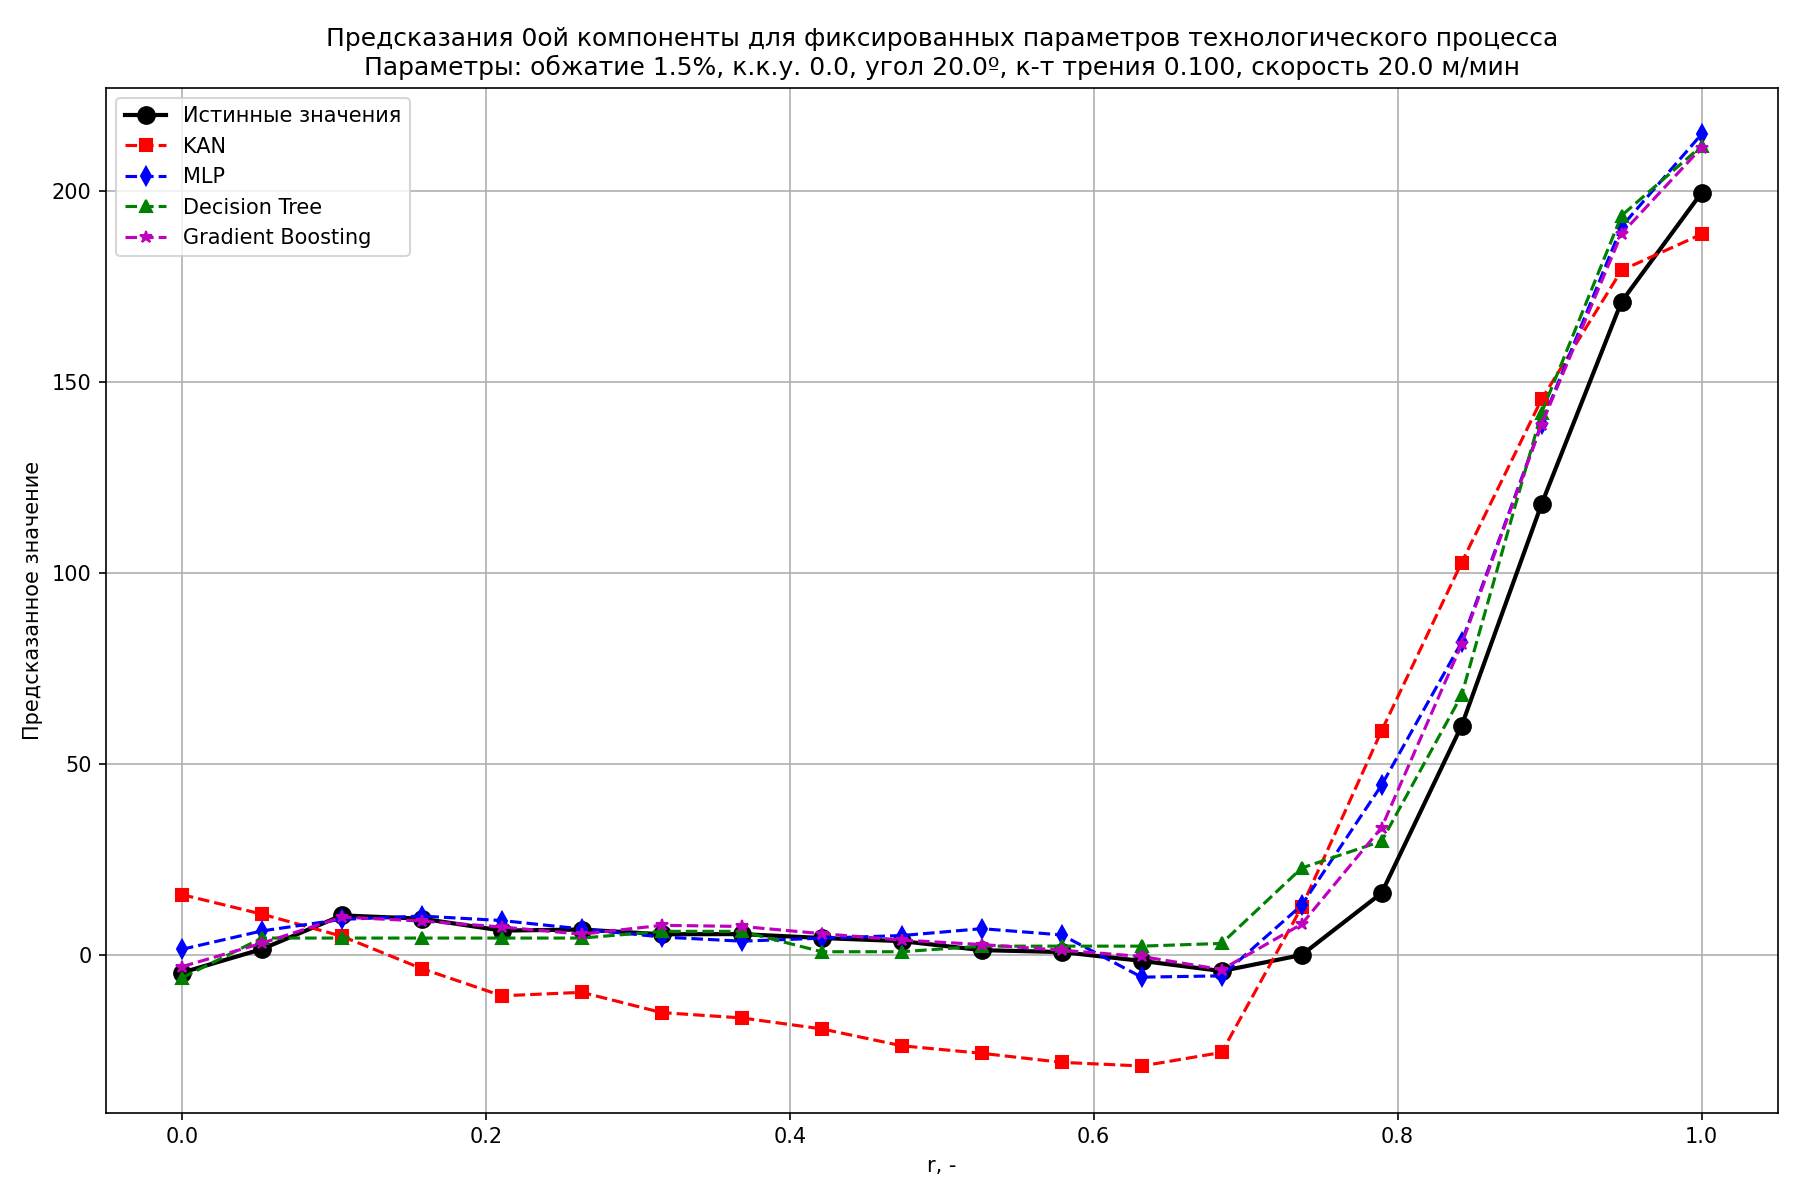 Предсказания 0ой компоненты для фиксированных параметров технологического процесса
Параметры: обжатие 1.5%, к.к.у. 0.0, угол 20.0º, к-т трения 0.100, скорость 20.0 м/мин
Истинные значения
KAN
MLP
Decision Tree
Gradient Boosting
Предсказанное значение
200
150
100
50
0
0.0
0.2
0.4
0.6
0.8
1.0
r, -